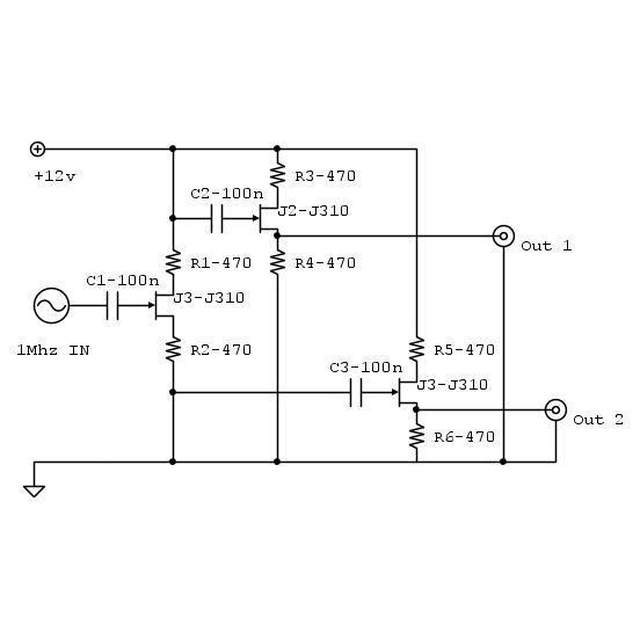 +12v
R3-470
C2-100n
J2-J310
Out 1
R1-470
R4-470
C1-100n
J3-J310
1Mhz IN
R2-470
R5-470
C3-100n
J3-J310
Out 2
R6-470